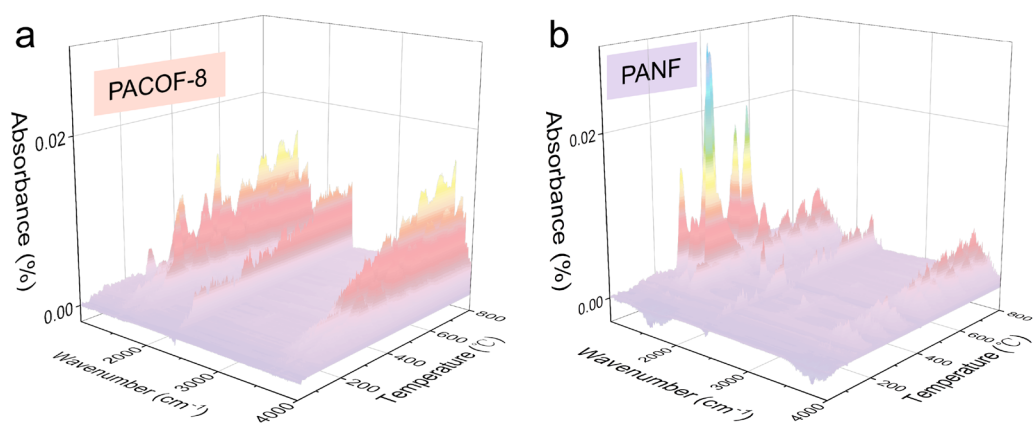 a
PACOF-8
Absorbance (%)
0.02
0.00
2000
3000
4000
Wavenumber (cm⁻¹)
200
400
600
800
Temperature (℃)
b
PANF
Absorbance (%)
0.02
0.00
2000
3000
4000
Wavenumber (cm⁻¹)
200
400
600
800
Temperature (℃)